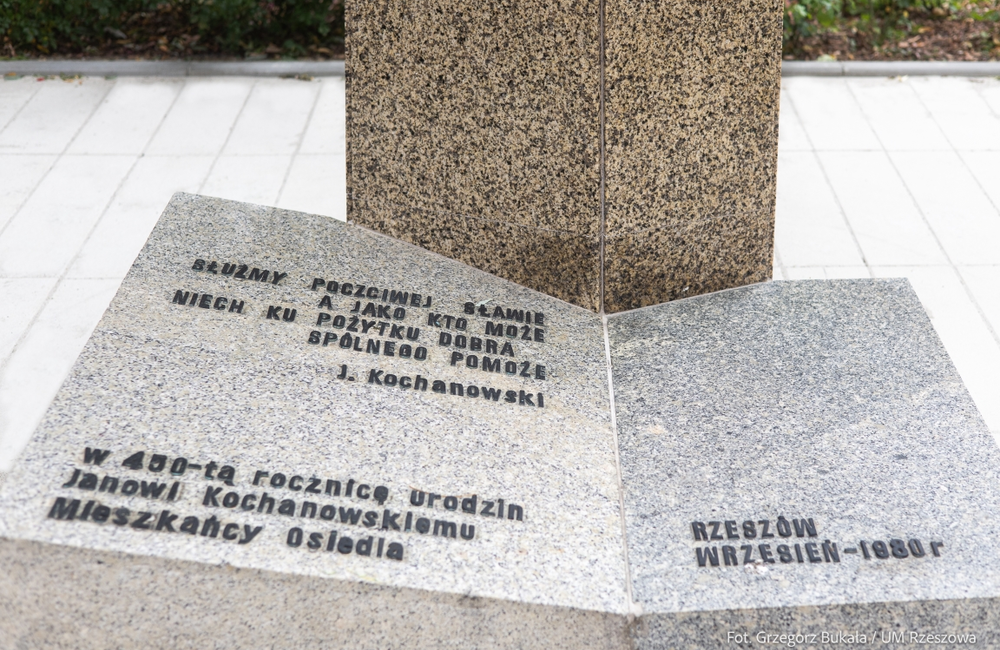 SŁUŻMY POCZCIWEJ SŁAWIE
A JAKO KTO MOŻE
NIECH KU POŻYTKU DOBRA
SPÓLNEGO POMOŻE
J. Kochanowski
W 450-tą rocznicę urodzin
Janowi Kochanowskiemu
Mieszkańcy Osiedla
RZESZÓW
WRZESIEŃ-1980 r
Fot. Grzegorz Bukała / UM Rzeszowa